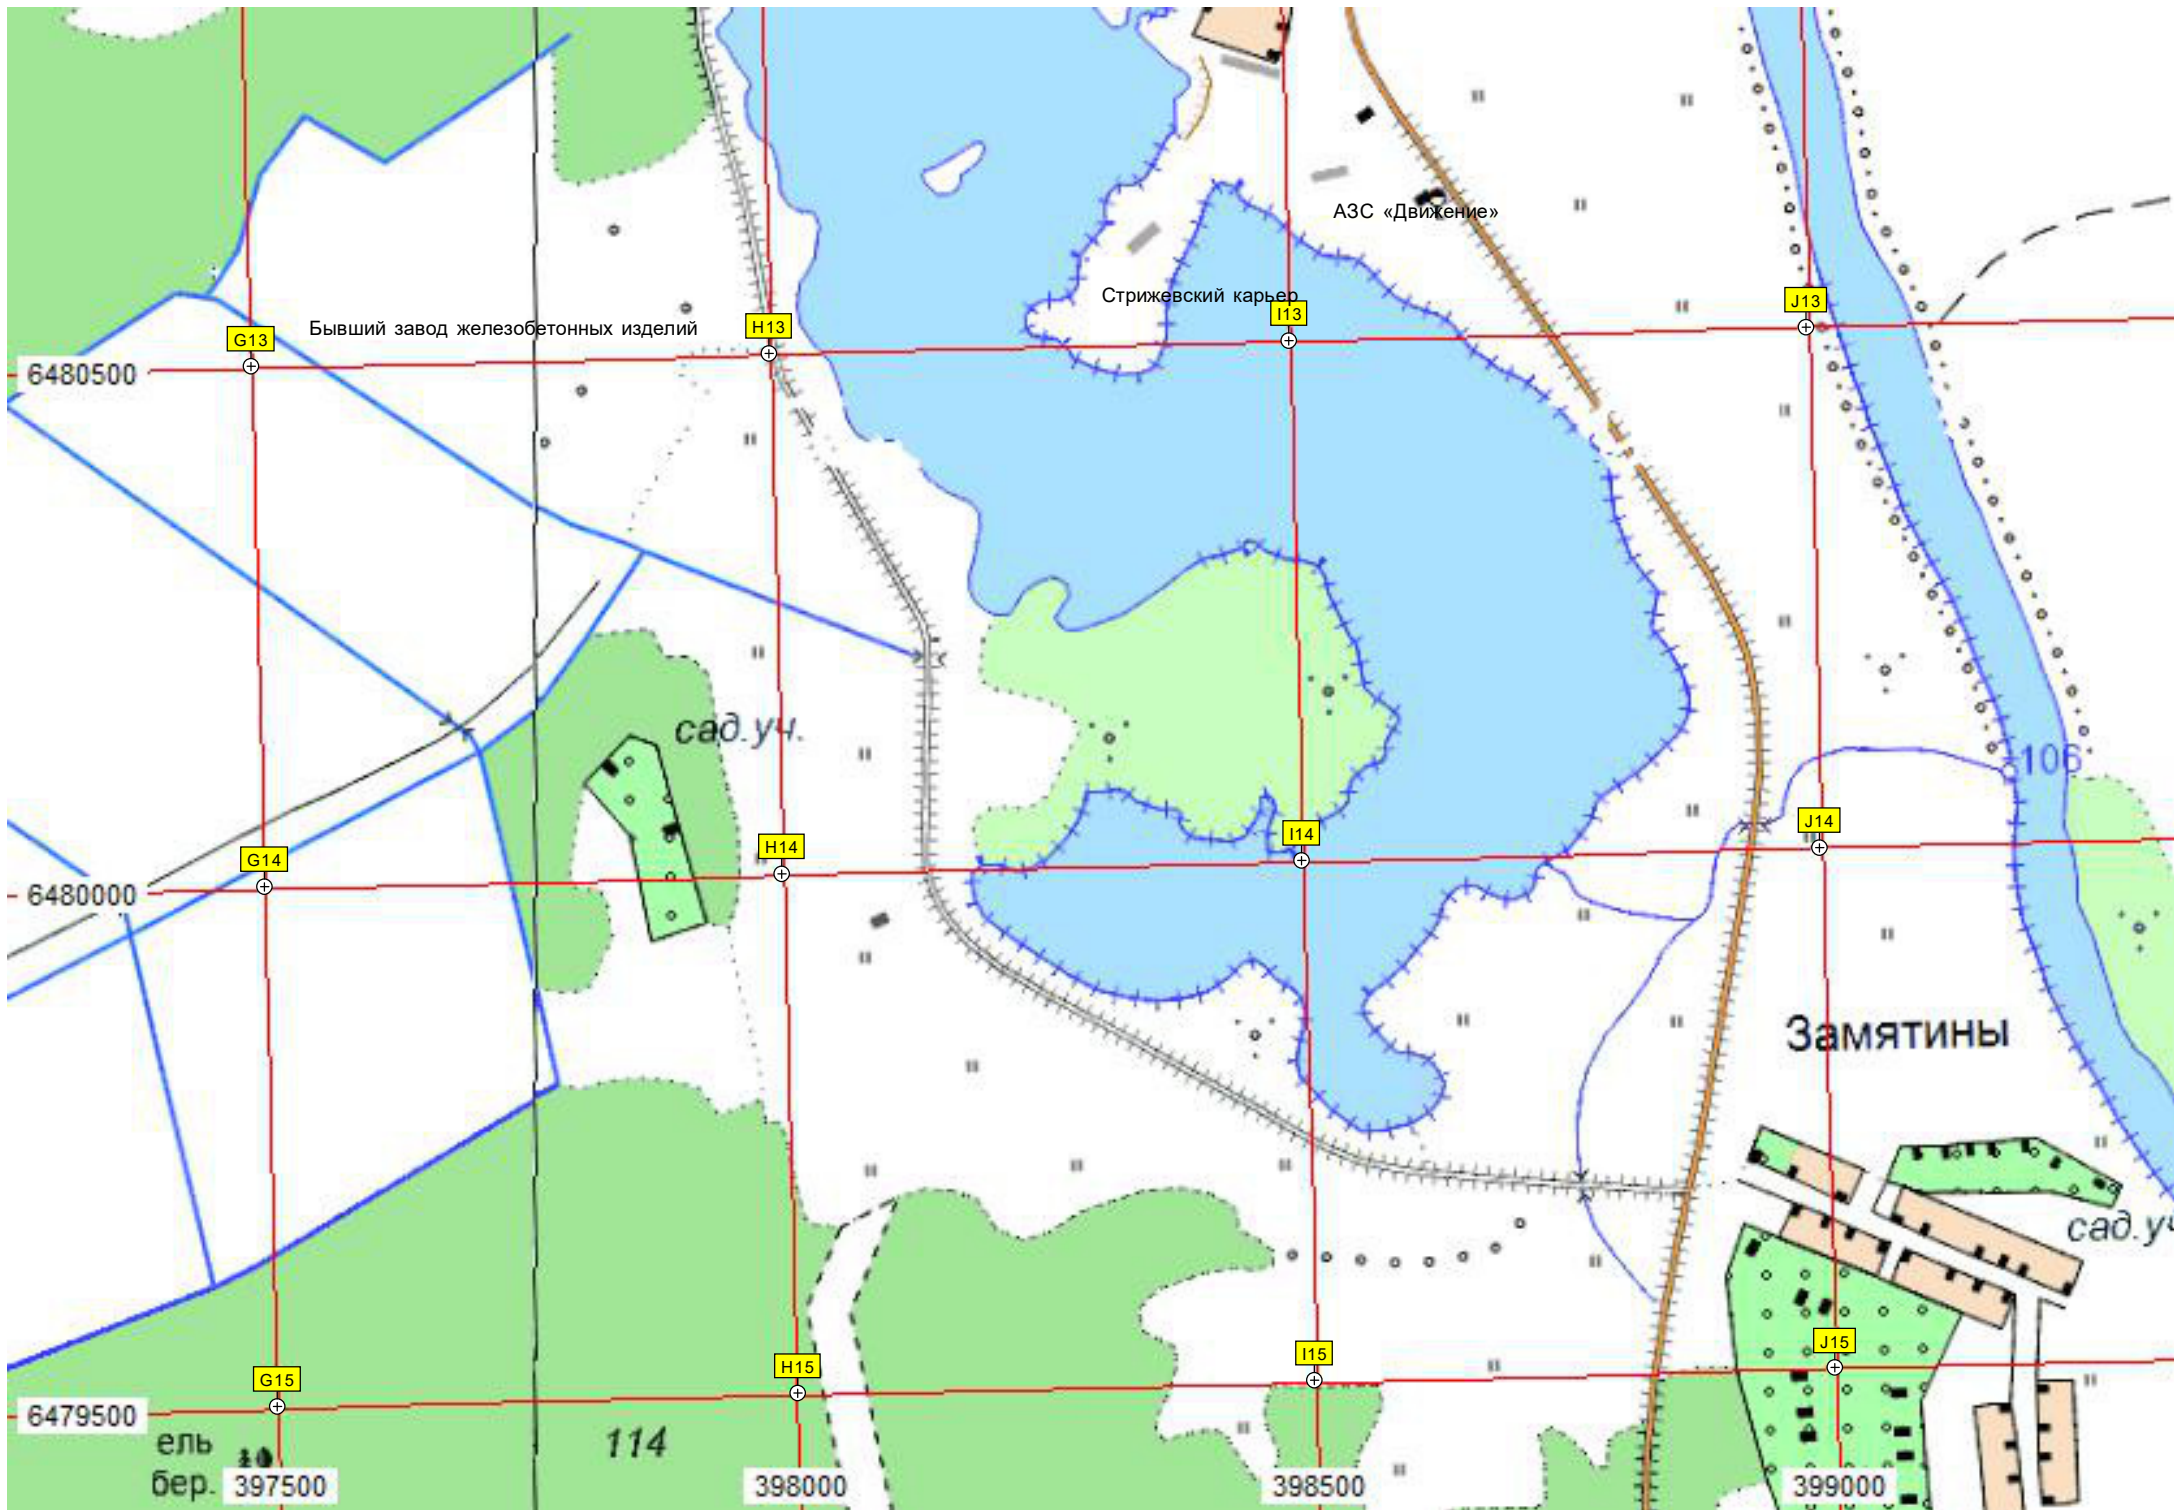 АЗС «Движение»
Стрижевский карьер
Бывший завод железобетонных изделий
G13
H13
I13
J13
6480500
сад.уч.
106
G14
H14
I14
J14
6480000
Замятины
сад.уч
G15
H15
I15
J15
6479500
ель
бер.
114
397500
398000
398500
399000